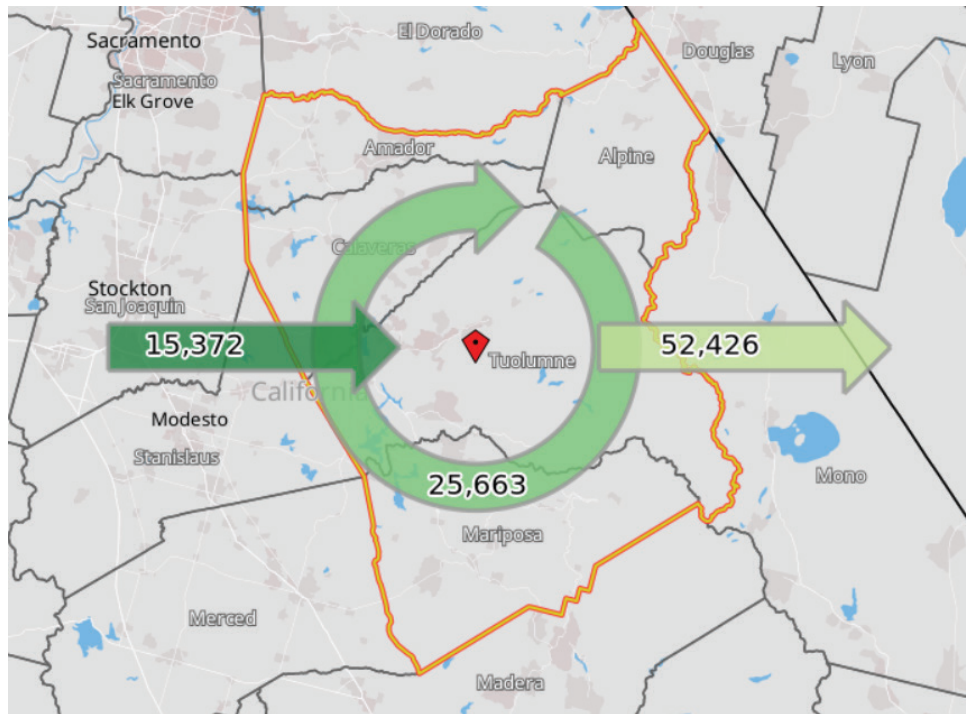 El Dorado
Sacramento
Douglas
Lyon
Sacramento
Elk Grove
Amador
Alpine
Calaveras
Stockton
San Joaquin
15,372
52,426
Tuolumne
California
Modesto
Stanislaus
25,663
Mono
Mariposa
Merced
Madera